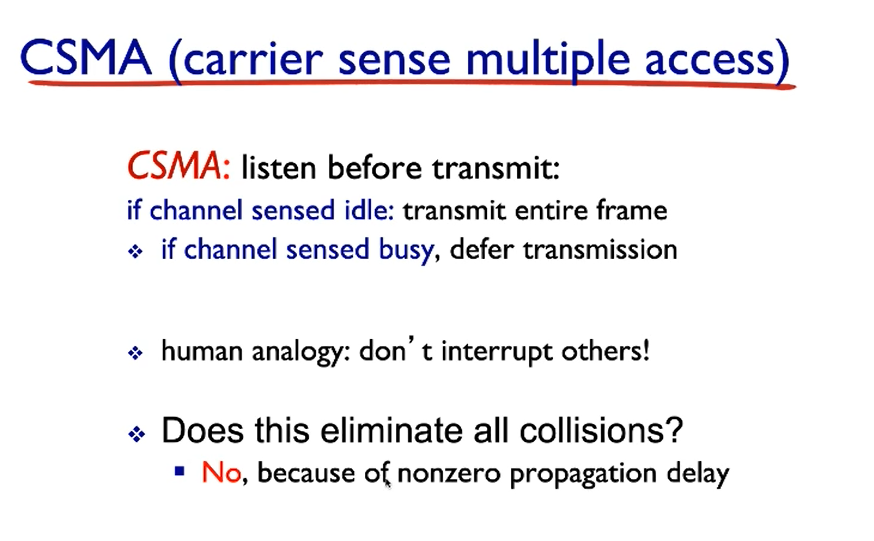 CSMA (carrier sense multiple access)
CSMA: listen before transmit:
if channel sensed idle: transmit entire frame
❖ if channel sensed busy, defer transmission
❖ human analogy: don’t interrupt others!
❖ Does this eliminate all collisions?
▪ No, because of nonzero propagation delay